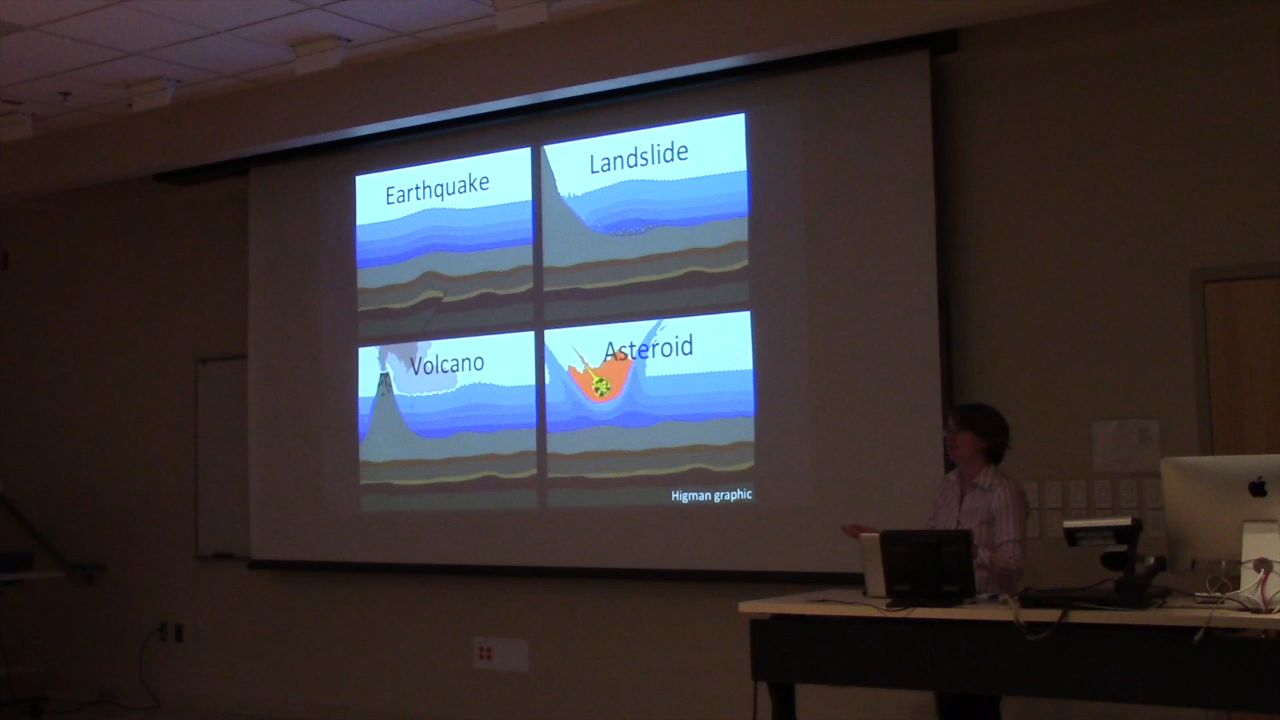 Earthquake
Landslide
Volcano
Asteroid
Higman graphic